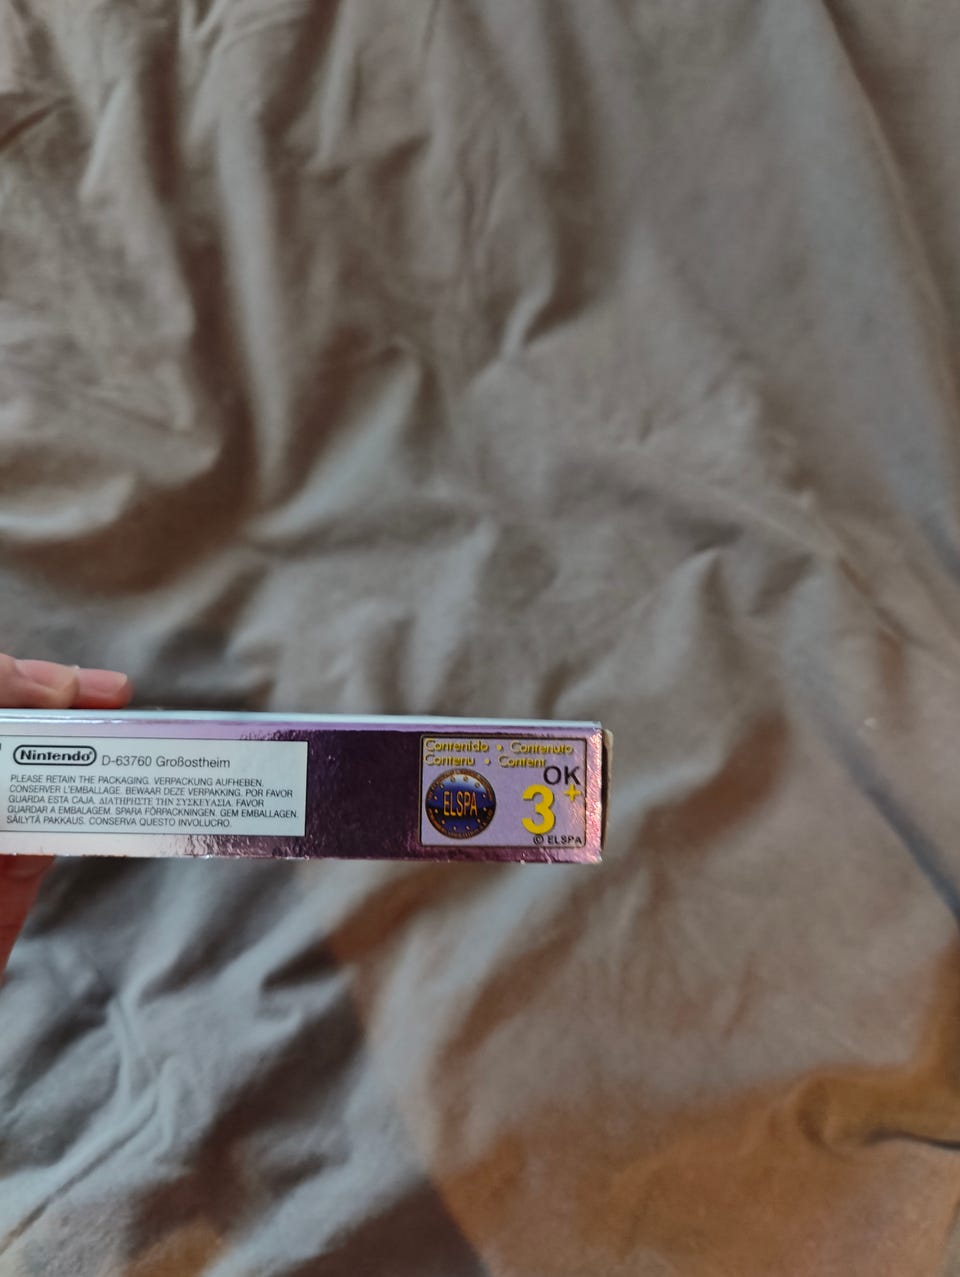 Nintendo® D-63760 Großostheim
PLEASE RETAIN THE PACKAGING. VERPACKUNG AUFHEBEN.
CONSERVER L'EMBALLAGE. BEWAAR DEZE VERPAKKING. POR FAVOR
GUARDA ESTA CAJA. ΔΙΑΤΗΡΗΣΤΕ ΤΗΝ ΣΥΣΚΕΥΑΣΙΑ. FAVOR
GUARDAR A EMBALAGEM. SPARA FÖRPACKNINGEN. GEM EMBALLAGEN.
SÄILYTÄ PAKKAUS. CONSERVA QUESTO INVOLUCRO.
Contenido • Contenuto
Contenu • Content
OK
ELSPA
3+
© ELSPA